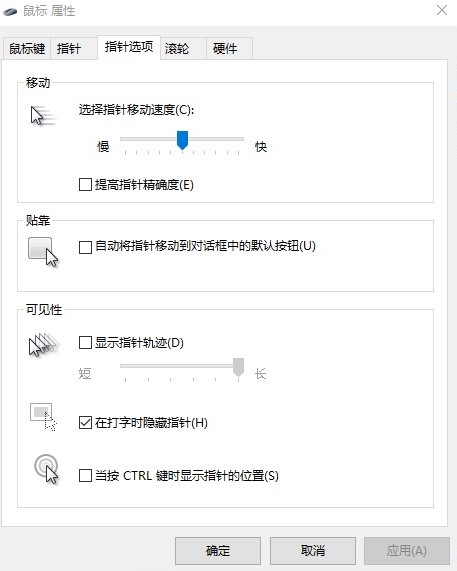 鼠标 属性
鼠标键 指针 指针选项 滚轮 硬件
移动
选择指针移动速度(C):
慢 快
提高指针精确度(E)
贴靠
自动将指针移动到对话框中的默认按钮(U)
可见性
显示指针轨迹(D)
短 长
在打字时隐藏指针(H)
当按 CTRL 键时显示指针的位置(S)
确定 取消 应用(A)